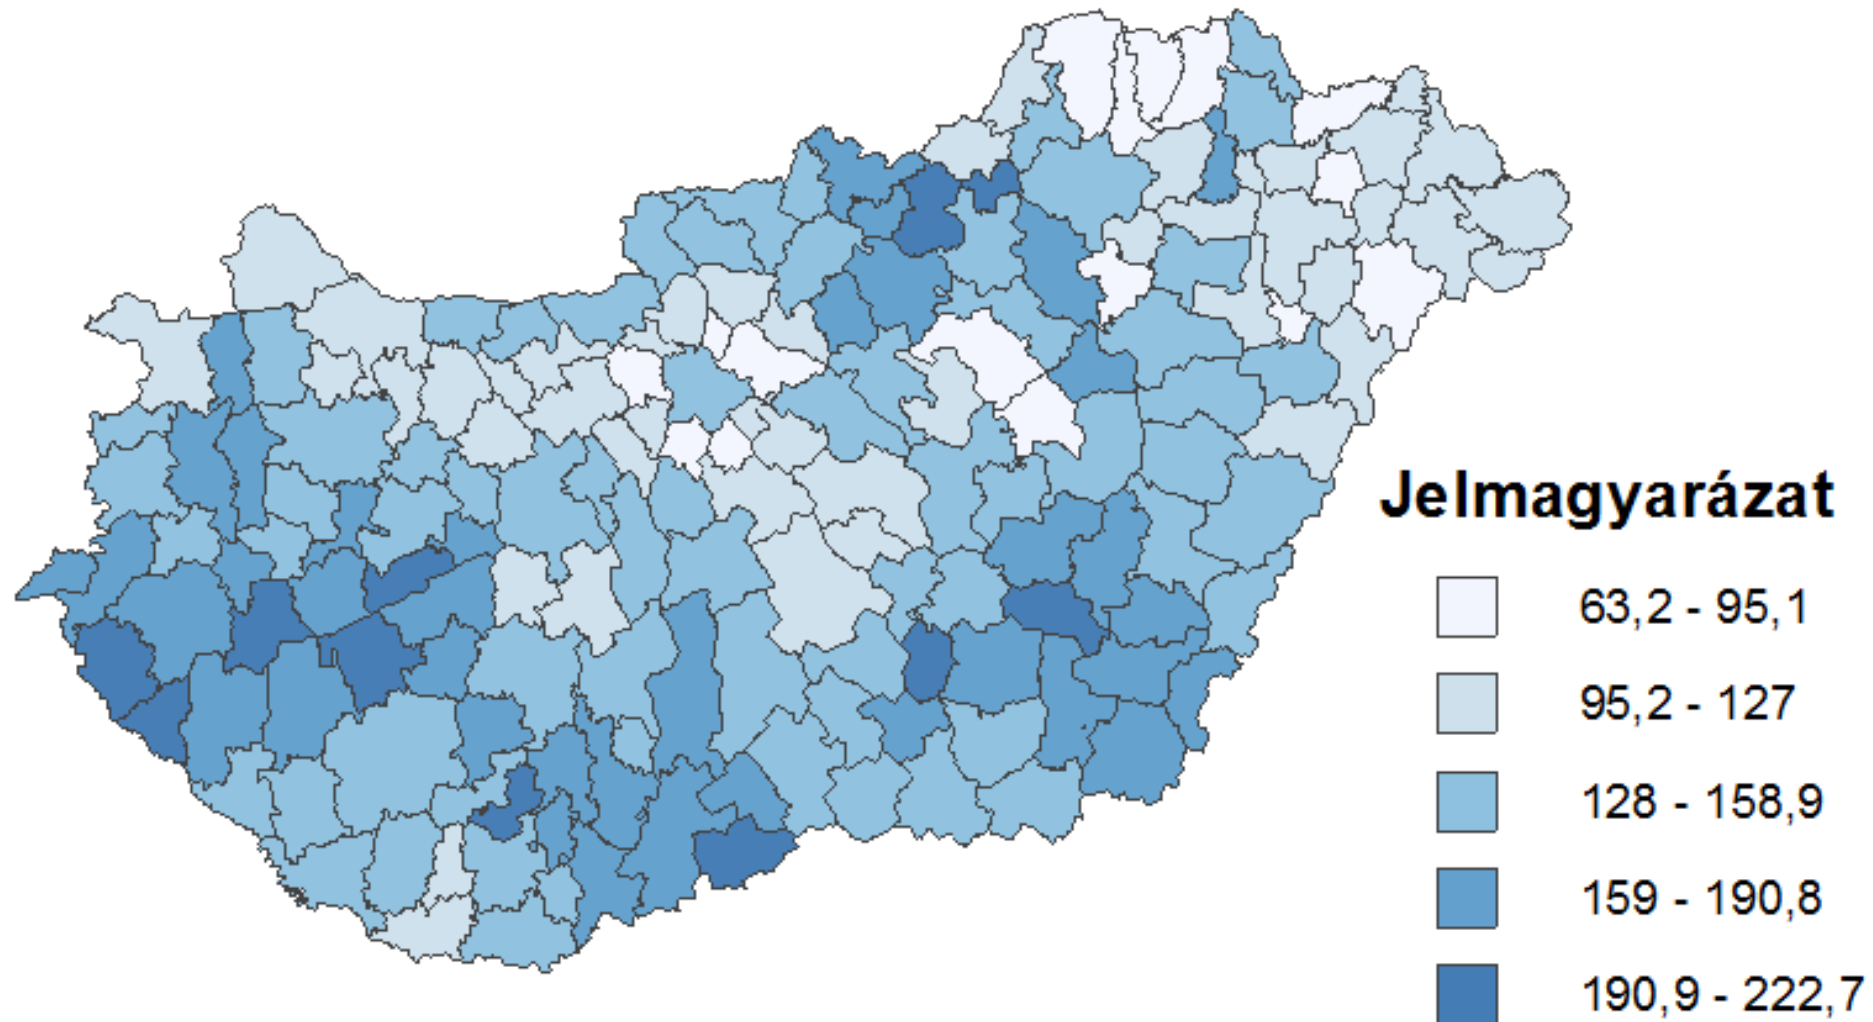 Jelmagyarázat
63,2 - 95,1
95,2 - 127
128 - 158,9
159 - 190,8
190,9 - 222,7